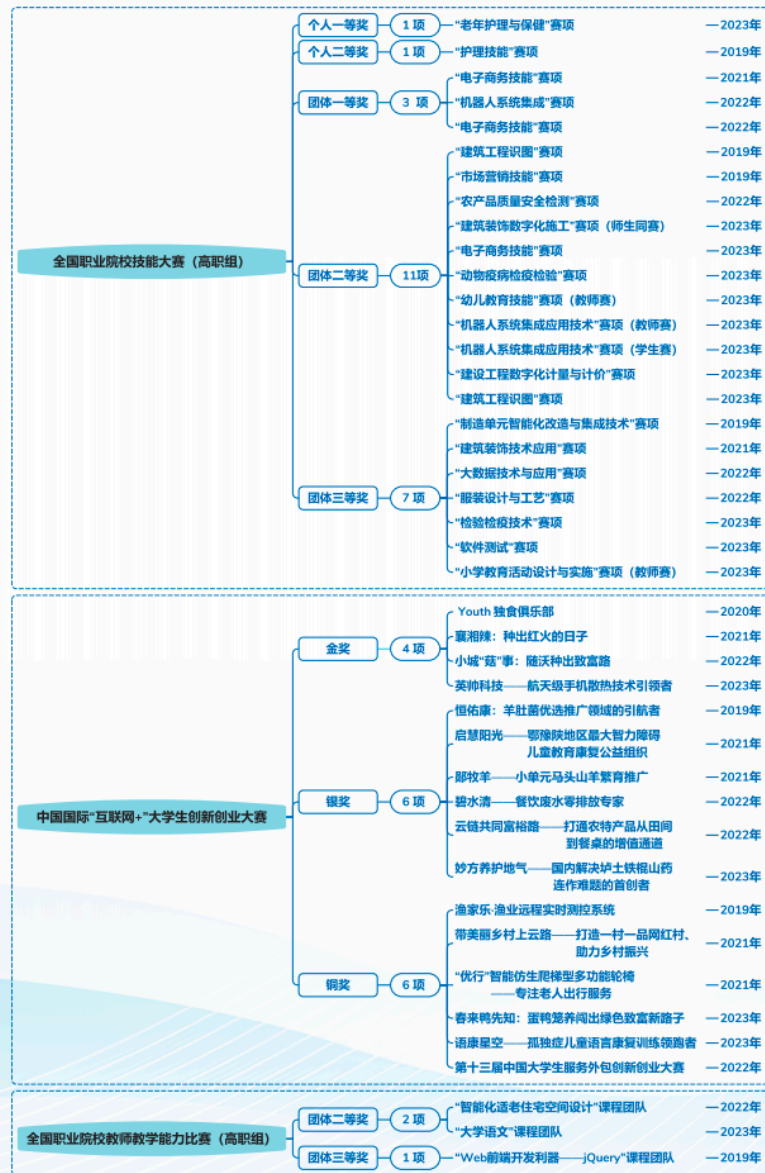 全国职业院校技能大赛（高职组）
个人一等奖 1 项 “老年护理与保健”赛项 2023年
个人二等奖 1 项 “护理技能”赛项 2019年
团体一等奖 3 项
“电子商务技能”赛项 2021年
“机器人系统集成”赛项 2022年
“电子商务技能”赛项 2022年
团体二等奖 11项
“建筑工程识图”赛项 2019年
“市场营销技能”赛项 2019年
“农产品质量安全检测”赛项 2022年
“建筑装饰数字化施工”赛项（师生同赛） 2023年
“电子商务技能”赛项 2023年
“动物疫病检疫检验”赛项 2023年
“幼儿教育技能”赛项（教师赛） 2023年
“机器人系统集成应用技术”赛项（教师赛） 2023年
“机器人系统集成应用技术”赛项（学生赛） 2023年
“建设工程数字化计量与计价”赛项 2023年
“建筑工程识图”赛项 2023年
团体三等奖 7 项
“制造单元智能化改造与集成技术”赛项 2019年
“建筑装饰技术应用”赛项 2021年
“大数据技术与应用”赛项 2022年
“服装设计与工艺”赛项 2022年
“检验检疫技术”赛项 2023年
“软件测试”赛项 2023年
“小学教育活动设计与实施”赛项（教师赛） 2023年
中国国际“互联网+”大学生创新创业大赛
金奖 4 项
Youth 独食俱乐部 2020年
襄湘辣：种出红火的日子 2021年
小城“菇”事：随沃种出致富路 2022年
英帅科技——航天级手机散热技术引领者 2023年
银奖 6 项
恒佑康：羊肚菌优选推广领域的引航者 2019年
启慧阳光——鄂豫陕地区最大智力障碍
儿童教育康复公益组织 2021年
郧牧羊——小单元马头山羊繁育推广 2021年
碧水清——餐饮废水零排放专家 2022年
云链共同富裕路——打通农特产品从田间
到餐桌的增值通道 2022年
妙方养护地气——国内解决垆土铁棍山药
连作难题的首创者 2023年
铜奖 6 项
渔家乐·渔业远程实时测控系统 2019年
带美丽乡村上云路——打造一村一品网红村、
助力乡村振兴 2021年
“优行”智能仿生爬梯型多功能轮椅
——专注老人出行服务 2021年
春来鸭先知：蛋鸭笼养闯出绿色致富新路子 2023年
语康星空——孤独症儿童语言康复训练领跑者 2023年
第十三届中国大学生服务外包创新创业大赛 2022年
全国职业院校教师教学能力比赛（高职组）
团体二等奖 2 项
“智能化适老住宅空间设计”课程团队 2022年
“大学语文”课程团队 2023年
团体三等奖 1 项 “Web前端开发利器——jQuery”课程团队 2019年